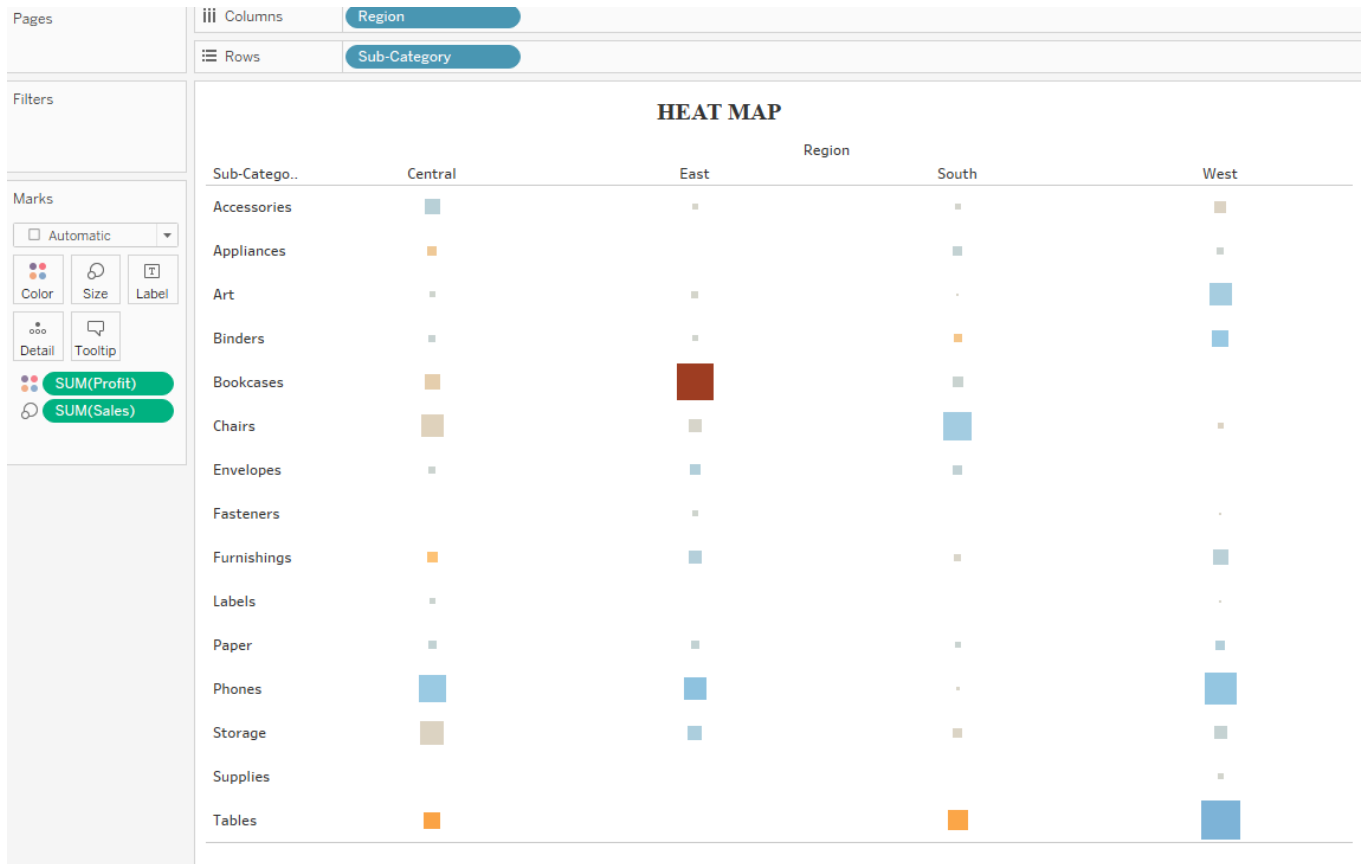 Pages
Columns Region
Rows Sub-Category
Filters
HEAT MAP
Region
Sub-Catego.. Central East South West
Marks
Automatic
Color Size Label
Detail Tooltip
SUM(Profit)
SUM(Sales)
Accessories
Appliances
Art
Binders
Bookcases
Chairs
Envelopes
Fasteners
Furnishings
Labels
Paper
Phones
Storage
Supplies
Tables